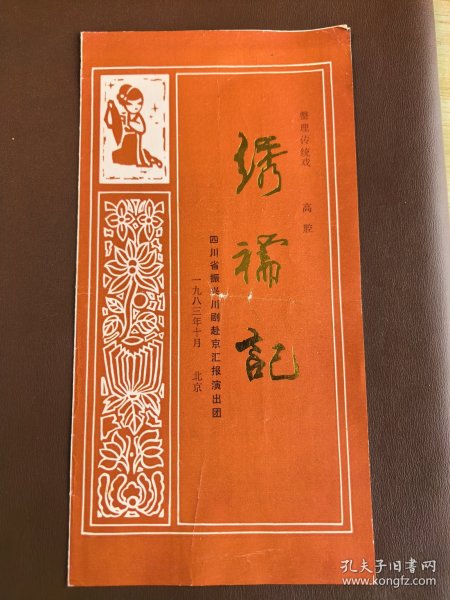 整理传统戏 高腔
绣襦记
四川省振兴川剧赴京汇报演出团
一九八三年十月 北京
孔夫子旧书网
www.kongfz.com